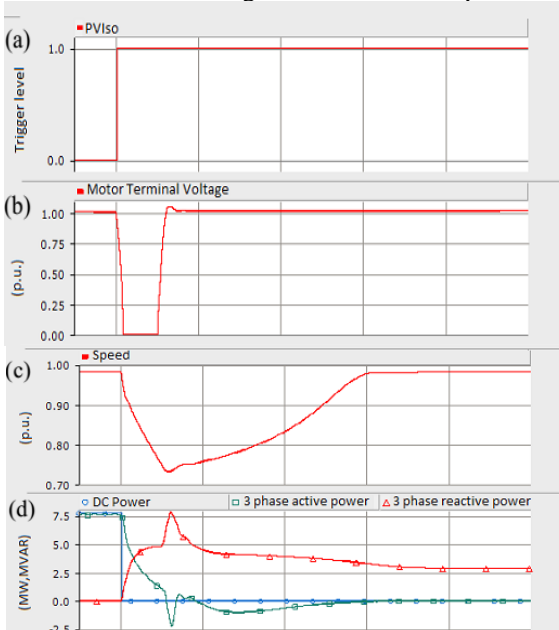 (a)
PVIso
Trigger level
1.0
0.0
(b)
Motor Terminal Voltage
(p.u.)
1.00
0.75
0.50
0.25
0.00
(c)
Speed
(p.u.)
1.00
0.90
0.80
0.70
(d)
DC Power 3 phase active power 3 phase reactive power
(MW,MVAR)
7.5
5.0
2.5
0.0
-2.5